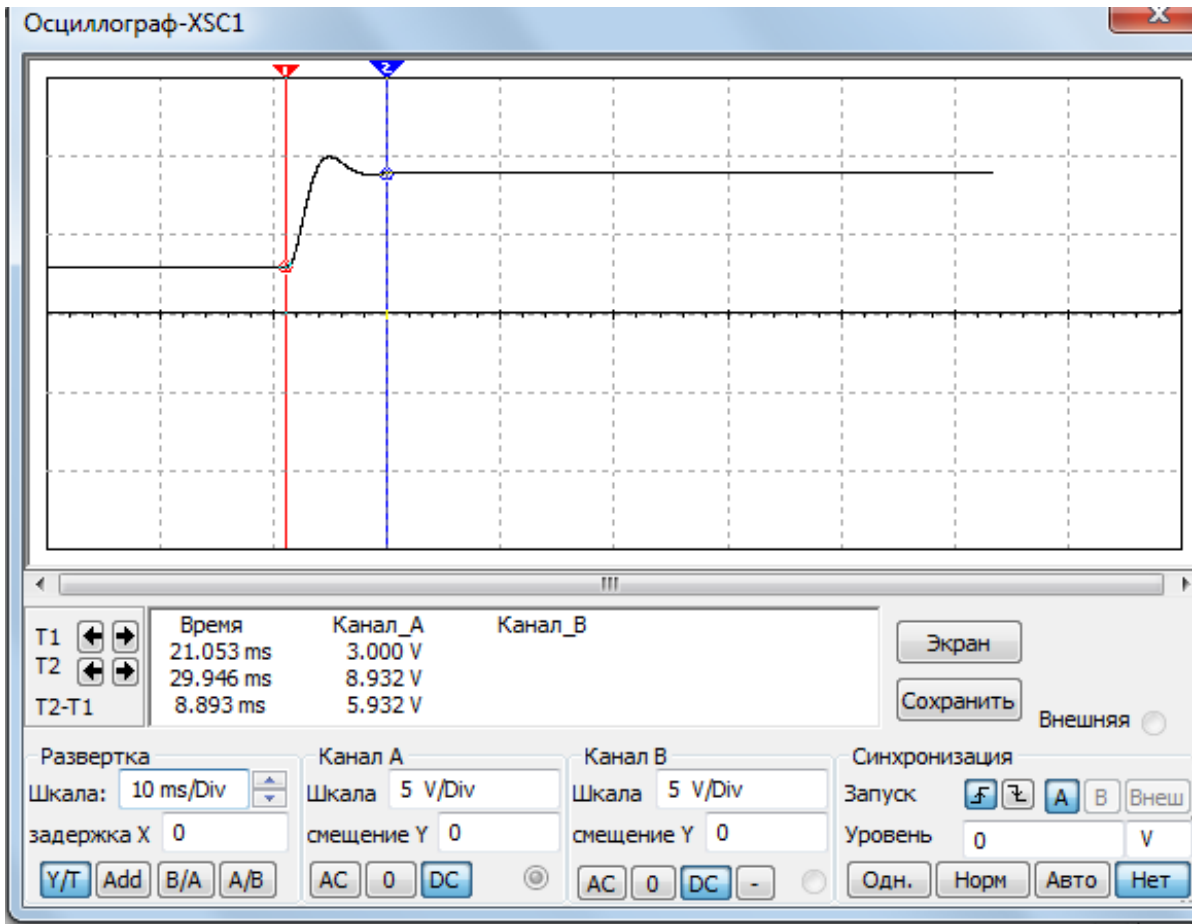 Осциллограф-XSC1
1 2
Время Канал_A Канал_B
T1 21.053 ms 3.000 V
T2 29.946 ms 8.932 V
T2-T1 8.893 ms 5.932 V
Экран
Сохранить
Внешняя
Развертка Канал A Канал B Синхронизация
Шкала: 10 ms/Div Шкала 5 V/Div Шкала 5 V/Div Запуск A B Внеш
задержка X 0 смещение Y 0 смещение Y 0 Уровень 0 V
Y/T Add B/A A/B AC 0 DC AC 0 DC - Одн. Норм Авто Нет